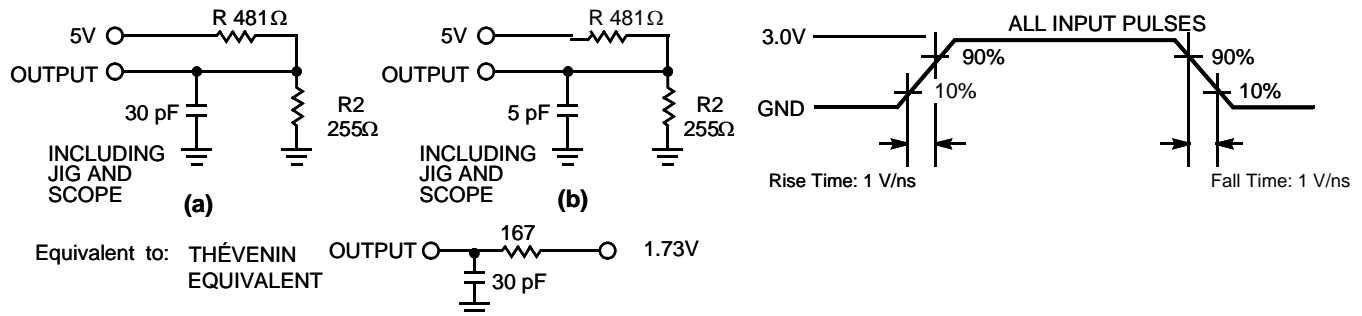 R 481Ω
5V
OUTPUT
30 pF
R2
255Ω
INCLUDING
JIG AND
SCOPE
(a)
R 481Ω
5V
OUTPUT
5 pF
R2
255Ω
INCLUDING
JIG AND
SCOPE
(b)
Equivalent to: THÉVENIN
EQUIVALENT
OUTPUT
167
1.73V
30 pF
ALL INPUT PULSES
3.0V
90%
10%
GND
90%
10%
Rise Time: 1 V/ns
Fall Time: 1 V/ns